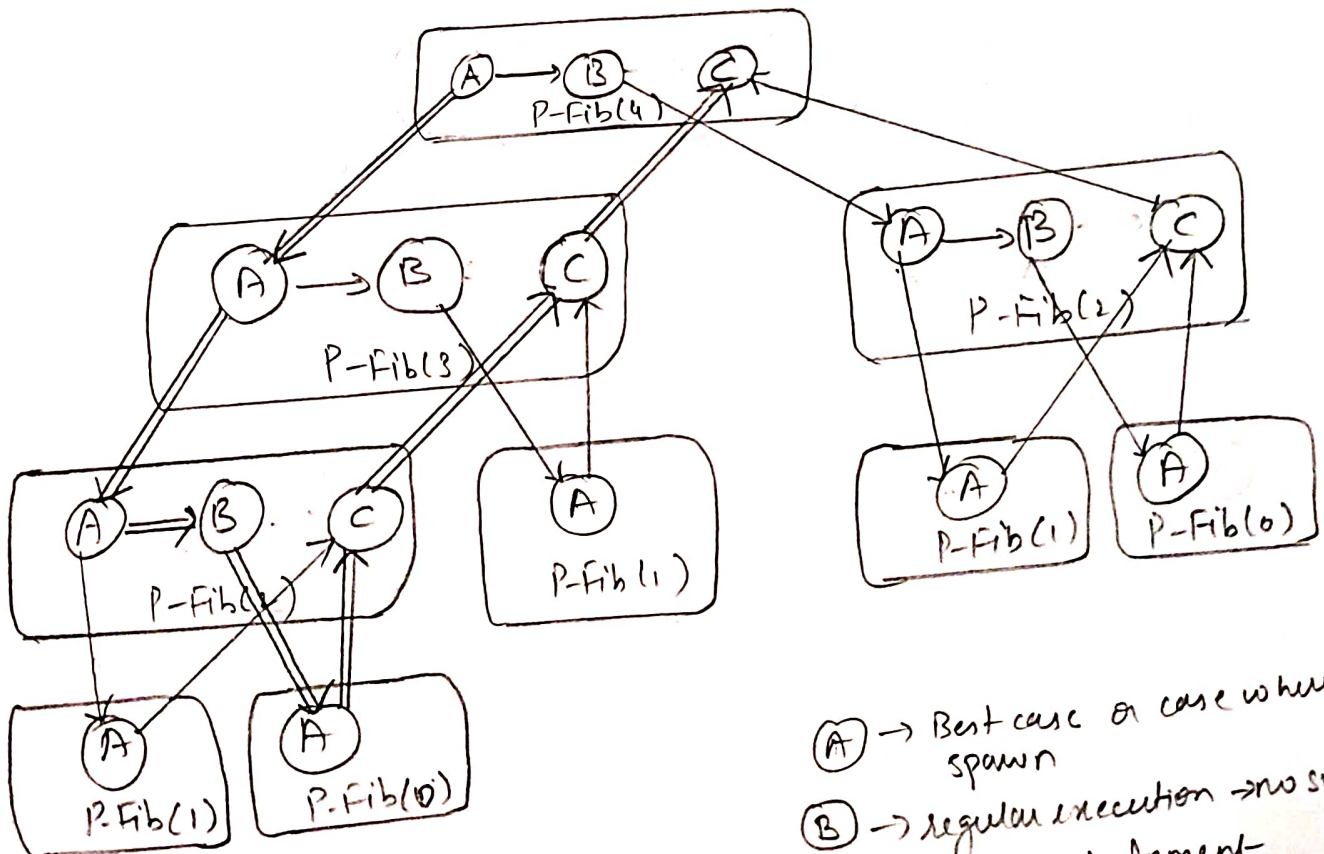 A B C
P-Fib(4)
A B C
P-Fib(3)
A B C
P-Fib(2)
A B C
P-Fib( )
A
P-Fib(1)
A
P-Fib(1)
A
P-Fib(0)
A
P-Fib(1)
A
P-Fib(0)
A → Best case or case
spawn
B → regular execution → no